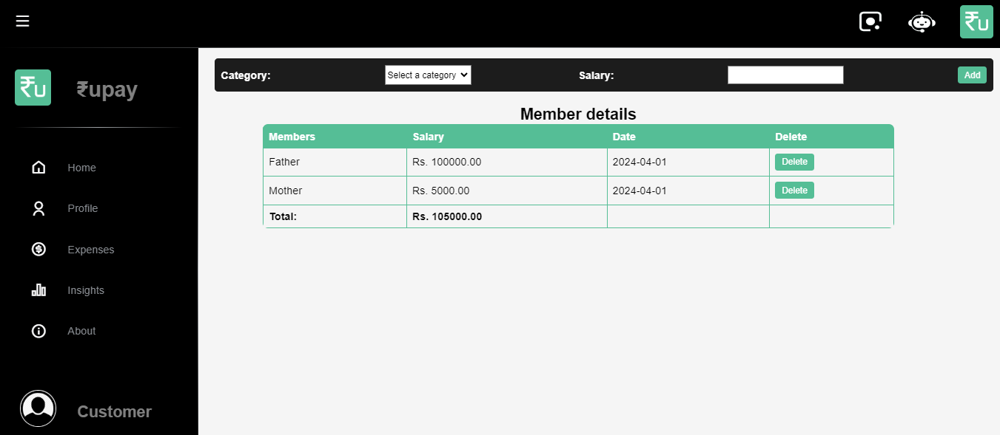 ₹u
₹u ₹upay
Category: Select a category Salary: Add
Member details
Members Salary Date Delete
Father Rs. 100000.00 2024-04-01 Delete
Mother Rs. 5000.00 2024-04-01 Delete
Total: Rs. 105000.00
Home
Profile
Expenses
Insights
About
Customer